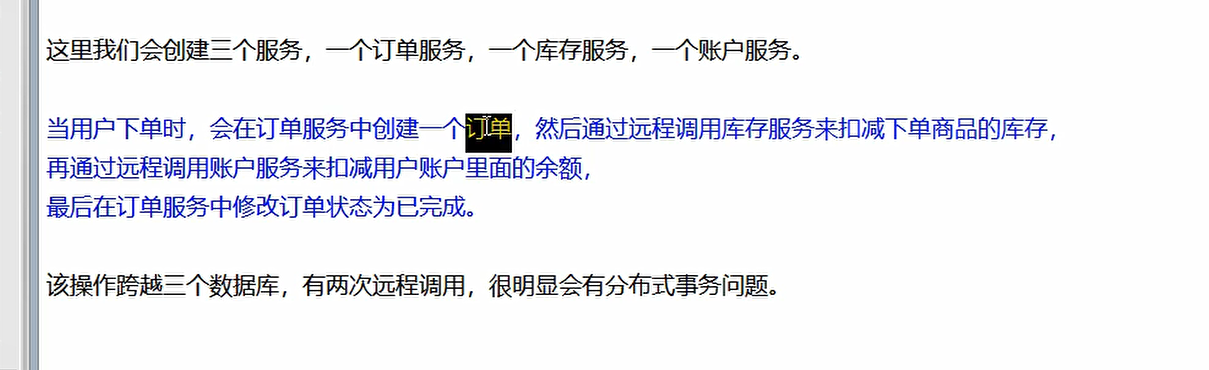 这里我们会创建三个服务，一个订单服务，一个库存服务，一个账户服务。
当用户下单时，会在订单服务中创建一个订单，然后通过远程调用库存服务来扣减下单商品的库存，
再通过远程调用账户服务来扣减用户账户里面的余额，
最后在订单服务中修改订单状态为已完成。
该操作跨越三个数据库，有两次远程调用，很明显会有分布式事务问题。